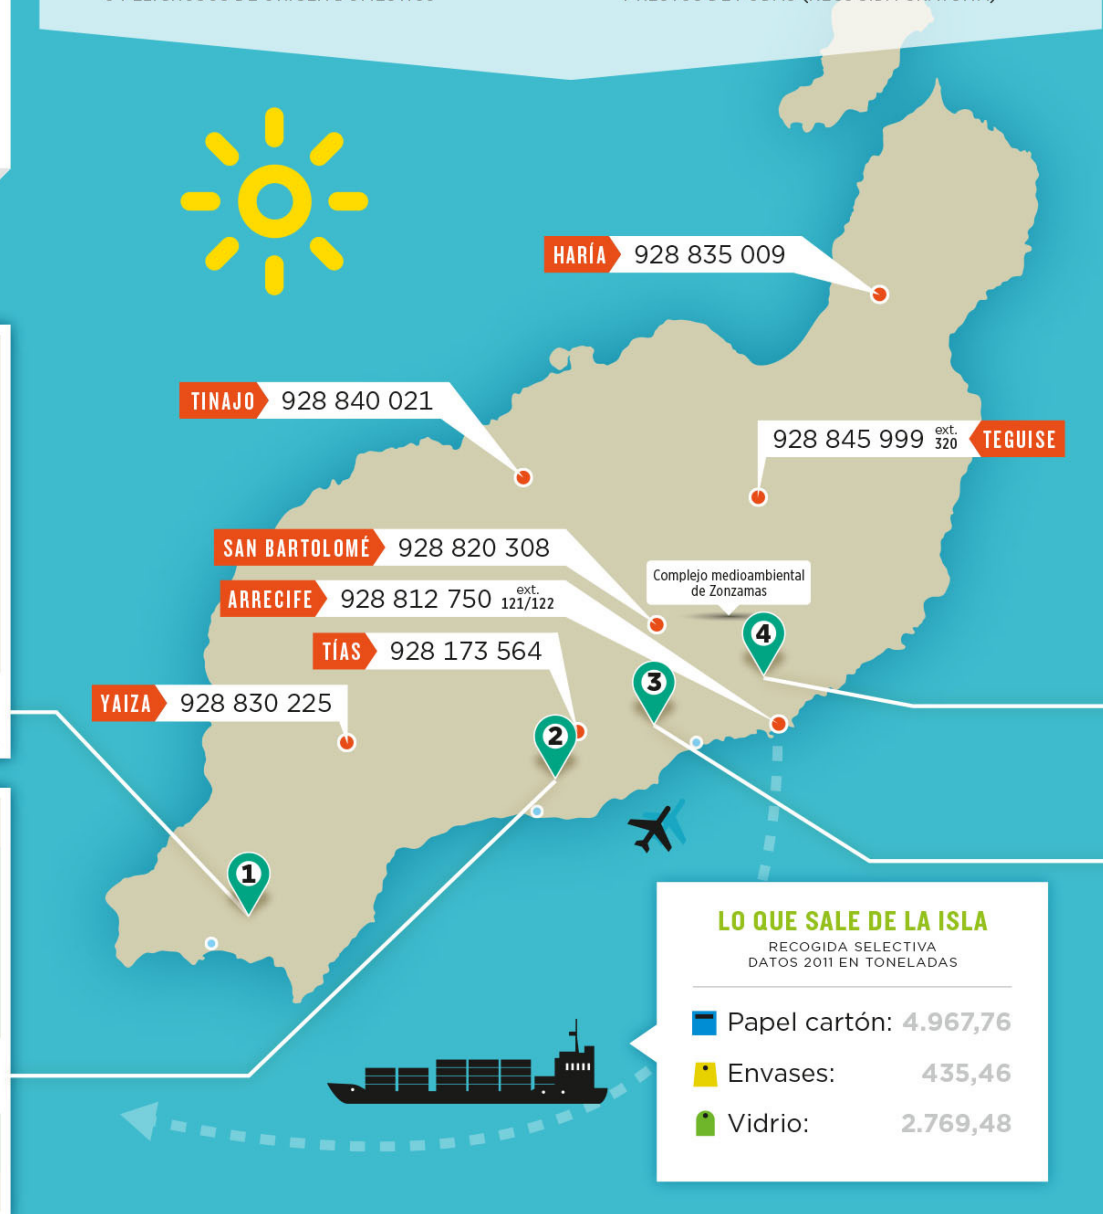 HARÍA 928 835 009
TINAJO 928 840 021
928 845 999 ext. 320 TEGUISE
SAN BARTOLOMÉ 928 820 308
Complejo medioambiental
de Zonzamas
ARRECIFE 928 812 750 ext. 121/122
4
TÍAS 928 173 564
3
YAIZA 928 830 225
2
1
LO QUE SALE DE LA ISLA
RECOGIDA SELECTIVA
DATOS 2011 EN TONELADAS
Papel cartón: 4.967,76
Envases: 435,46
Vidrio: 2.769,48